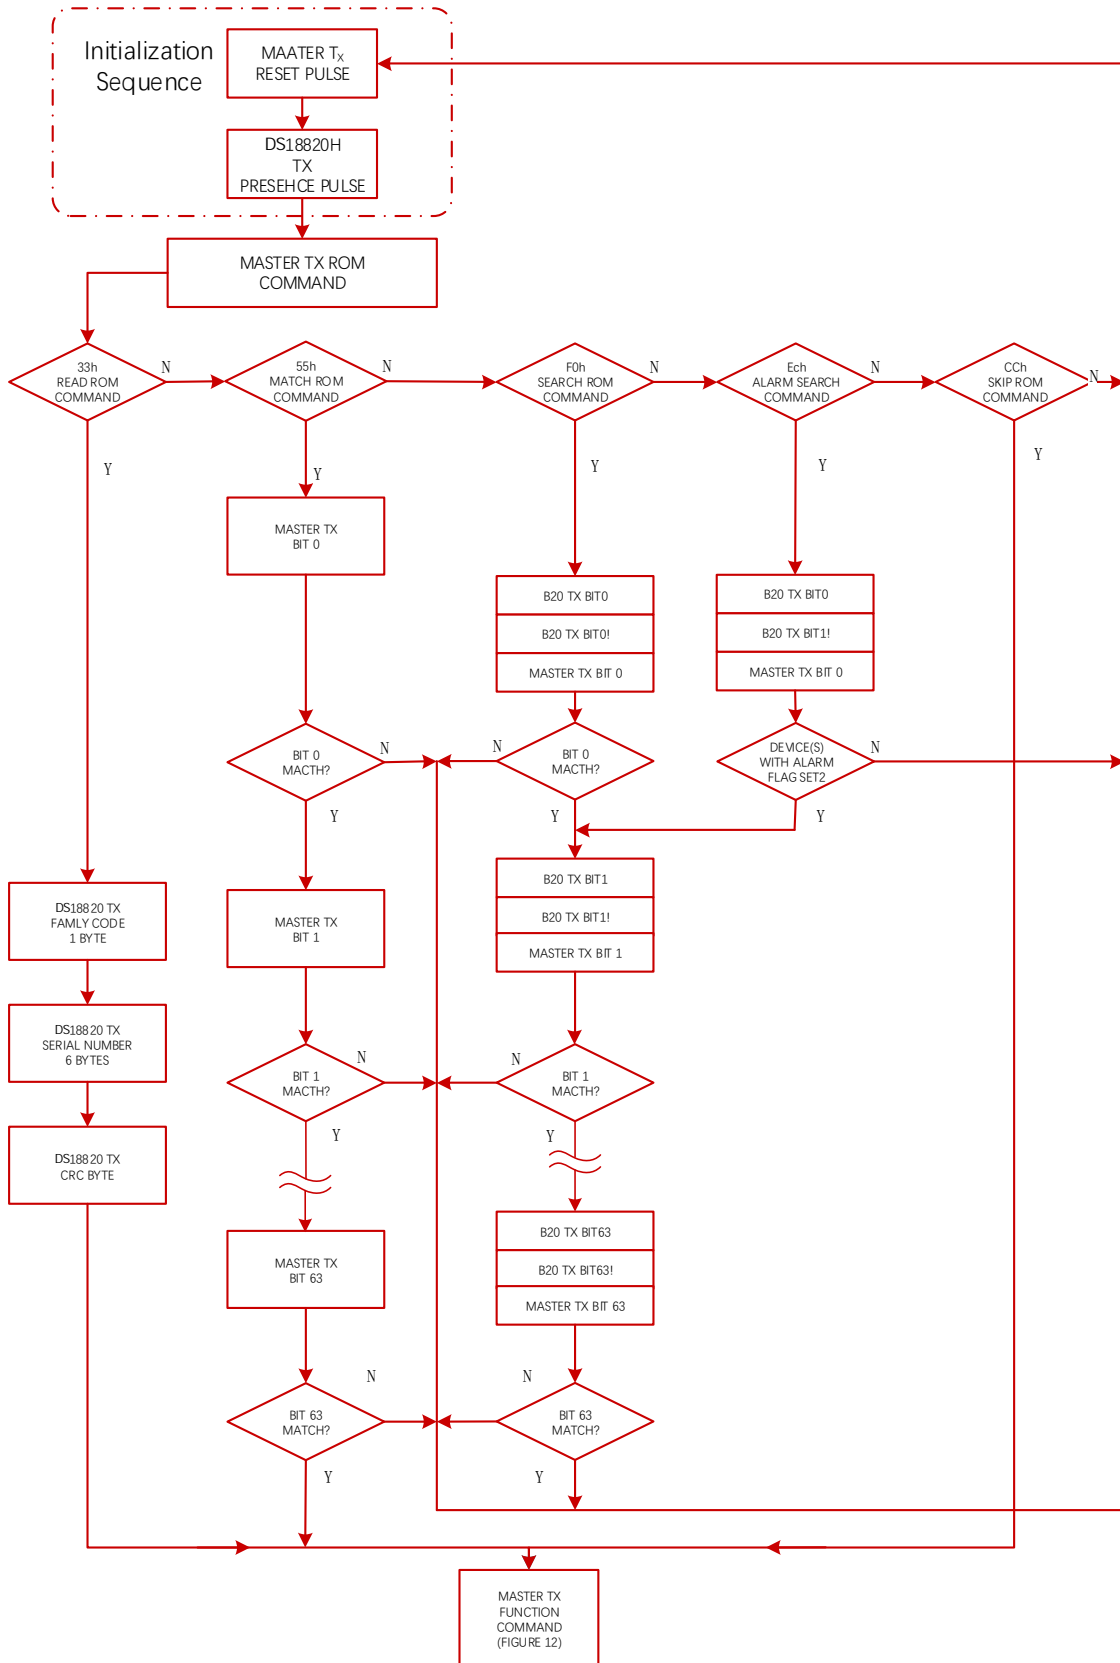 Initialization
Sequence
MAATER TX
RESET PULSE
DS18820H
TX
PRESEHCE PULSE
MASTER TX ROM
COMMAND
33h
READ ROM
COMMAND
N
55h
MATCH ROM
COMMAND
N
F0h
SEARCH ROM
COMMAND
N
Ech
ALARM SEARCH
COMMAND
N
CCh
SKIP ROM
COMMAND
N
Y
Y
Y
Y
Y
MASTER TX
BIT 0
B20 TX BIT0
B20 TX BIT0!
MASTER TX BIT 0
B20 TX BIT0
B20 TX BIT1!
MASTER TX BIT 0
BIT 0
MACTH?
N
N
BIT 0
MACTH?
DEVICE(S)
WITH ALARM
FLAG SET2
N
Y
Y
Y
DS18820 TX
FAMLY CODE
1 BYTE
MASTER TX
BIT 1
B20 TX BIT1
B20 TX BIT1!
MASTER TX BIT 1
DS18820 TX
SERIAL NUMBER
6 BYTES
BIT 1
MACTH?
N
N
BIT 1
MACTH?
Y
Y
DS18820 TX
CRC BYTE
MASTER TX
BIT 63
B20 TX BIT63
B20 TX BIT63!
MASTER TX BIT 63
BIT 63
MATCH?
N
N
BIT 63
MATCH?
Y
Y
MASTER TX
FUNCTION
COMMAND
(FIGURE 12)